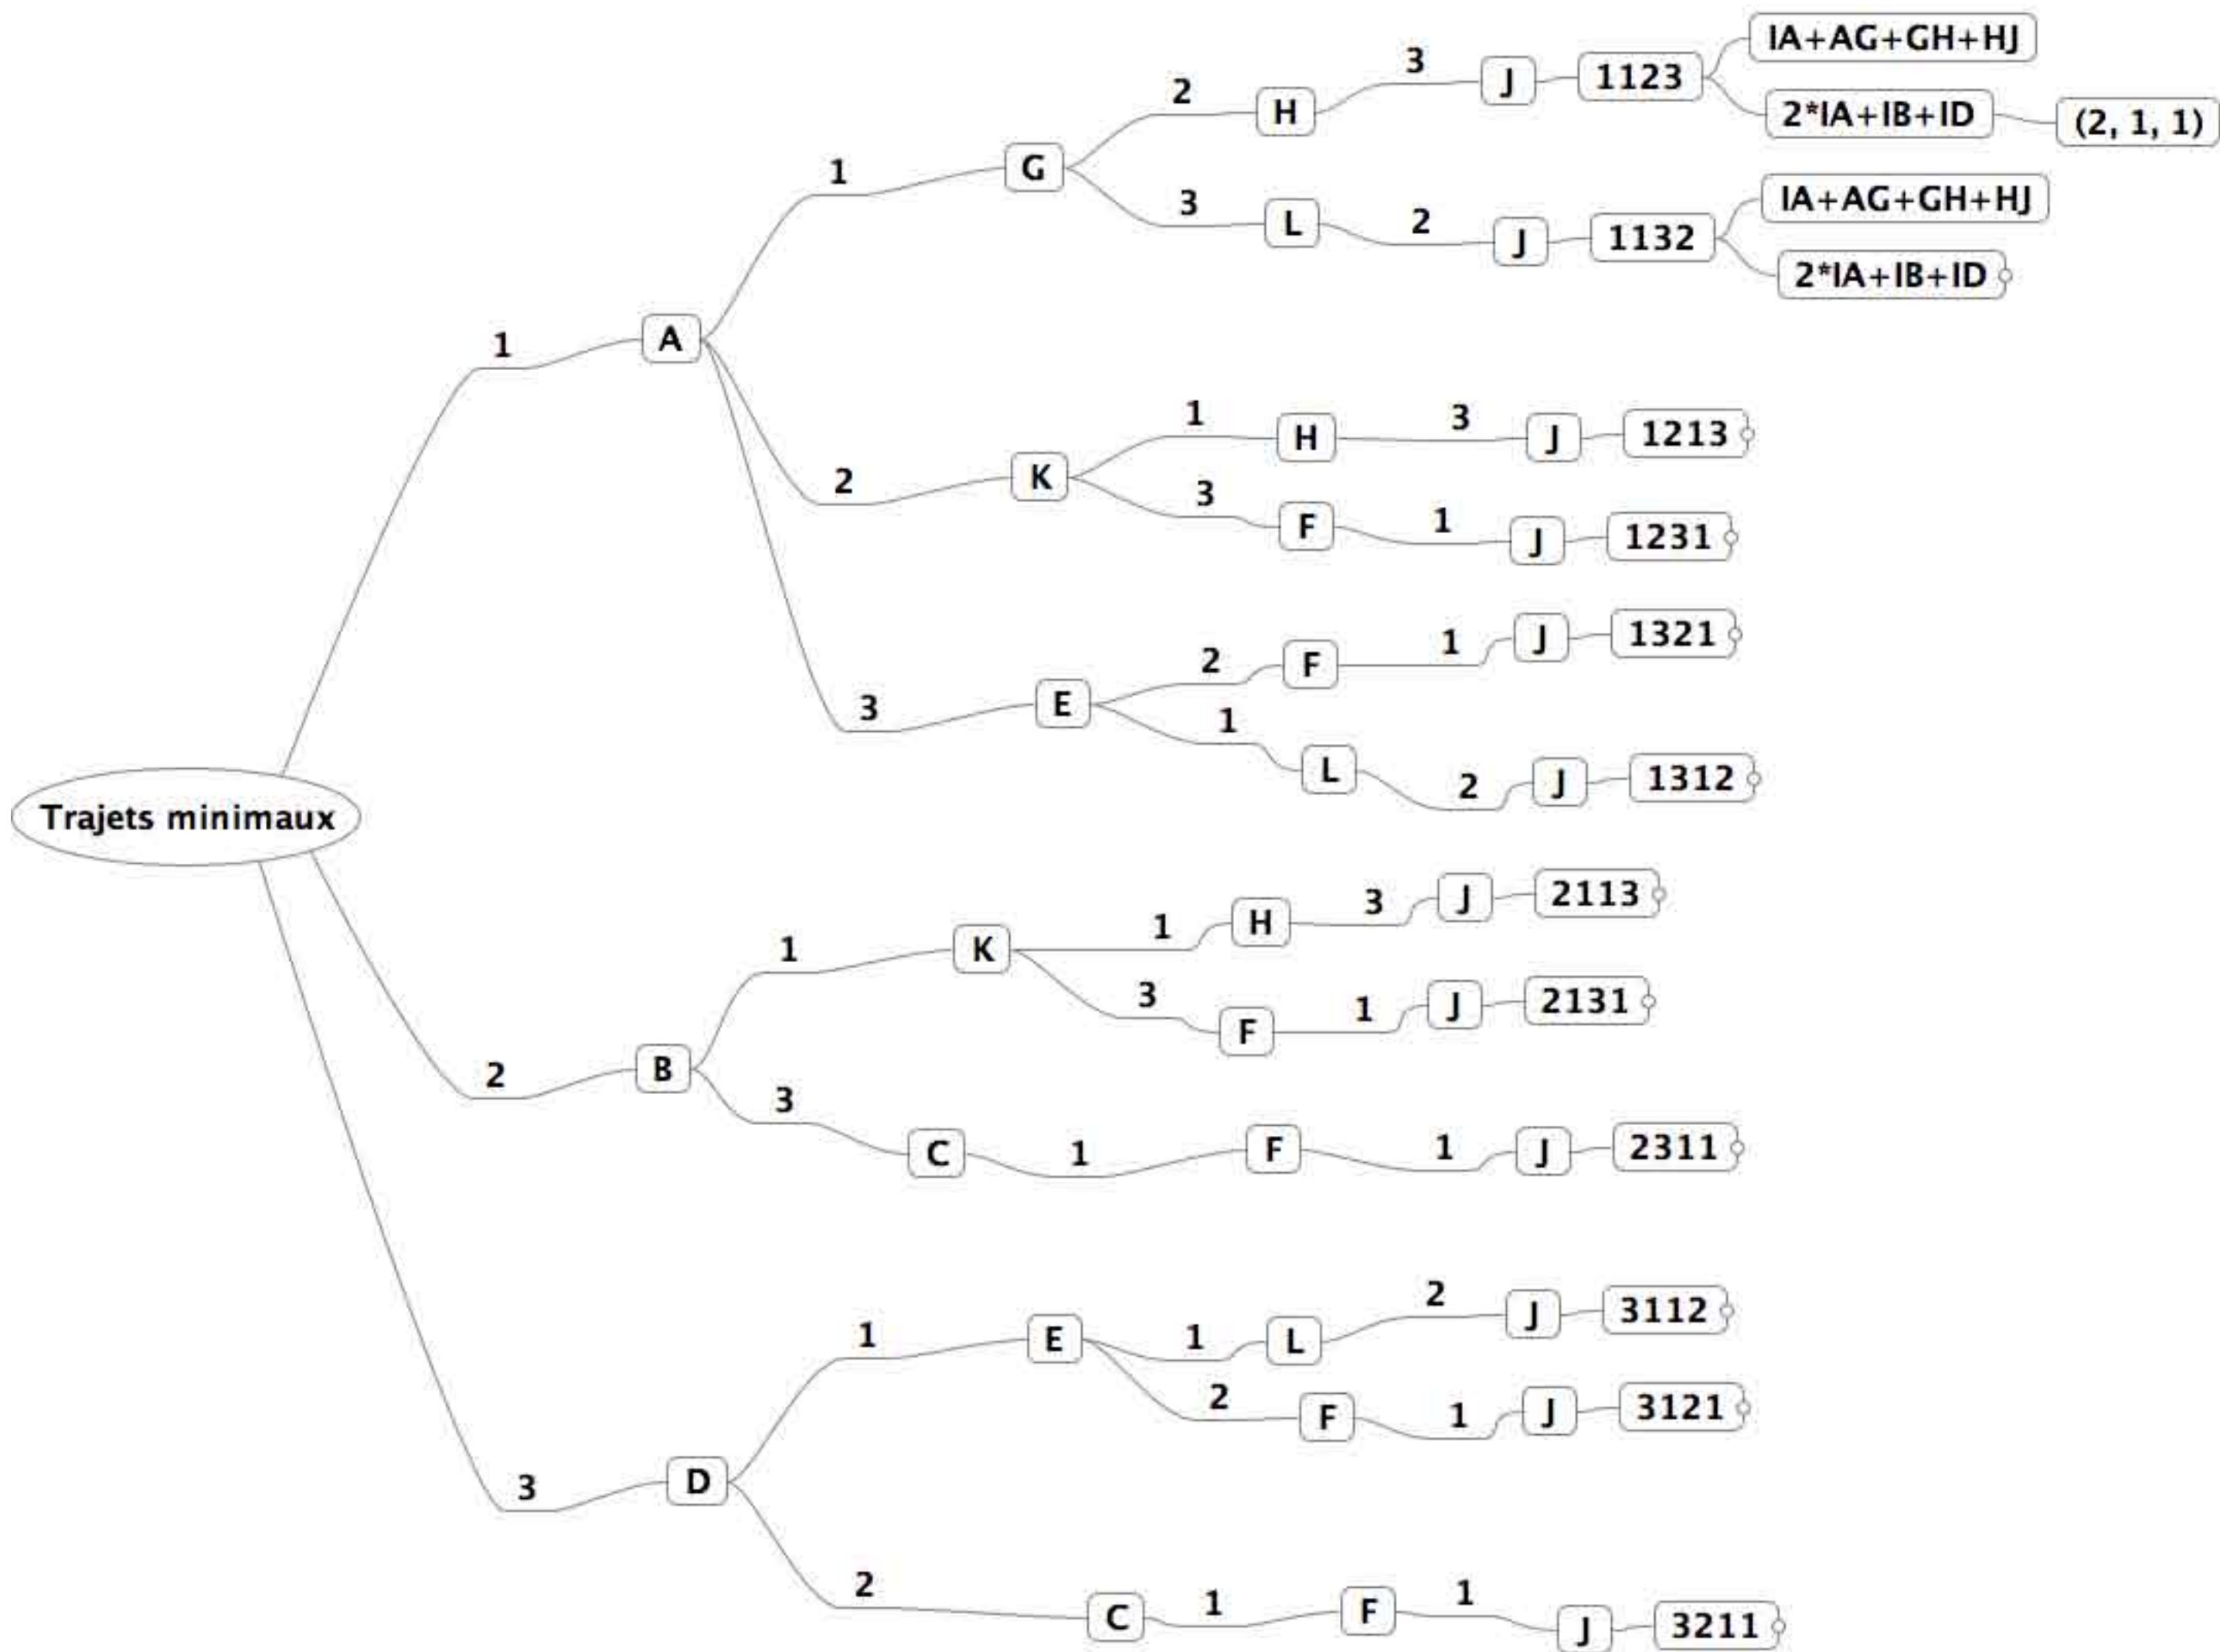 Trajets minimaux
1
A
1
G
2
H
3
J
1123
IA+AG+GH+HJ
2*IA+IB+ID
(2, 1, 1)
3
L
2
J
1132
IA+AG+GH+HJ
2*IA+IB+ID
2
K
1
H
3
J
1213
3
F
1
J
1231
3
E
2
F
1
J
1321
1
L
2
J
1312
2
B
1
K
1
H
3
J
2113
3
F
1
J
2131
3
C
1
F
1
J
2311
3
D
1
E
1
L
2
J
3112
2
F
1
J
3121
2
C
1
F
1
J
3211